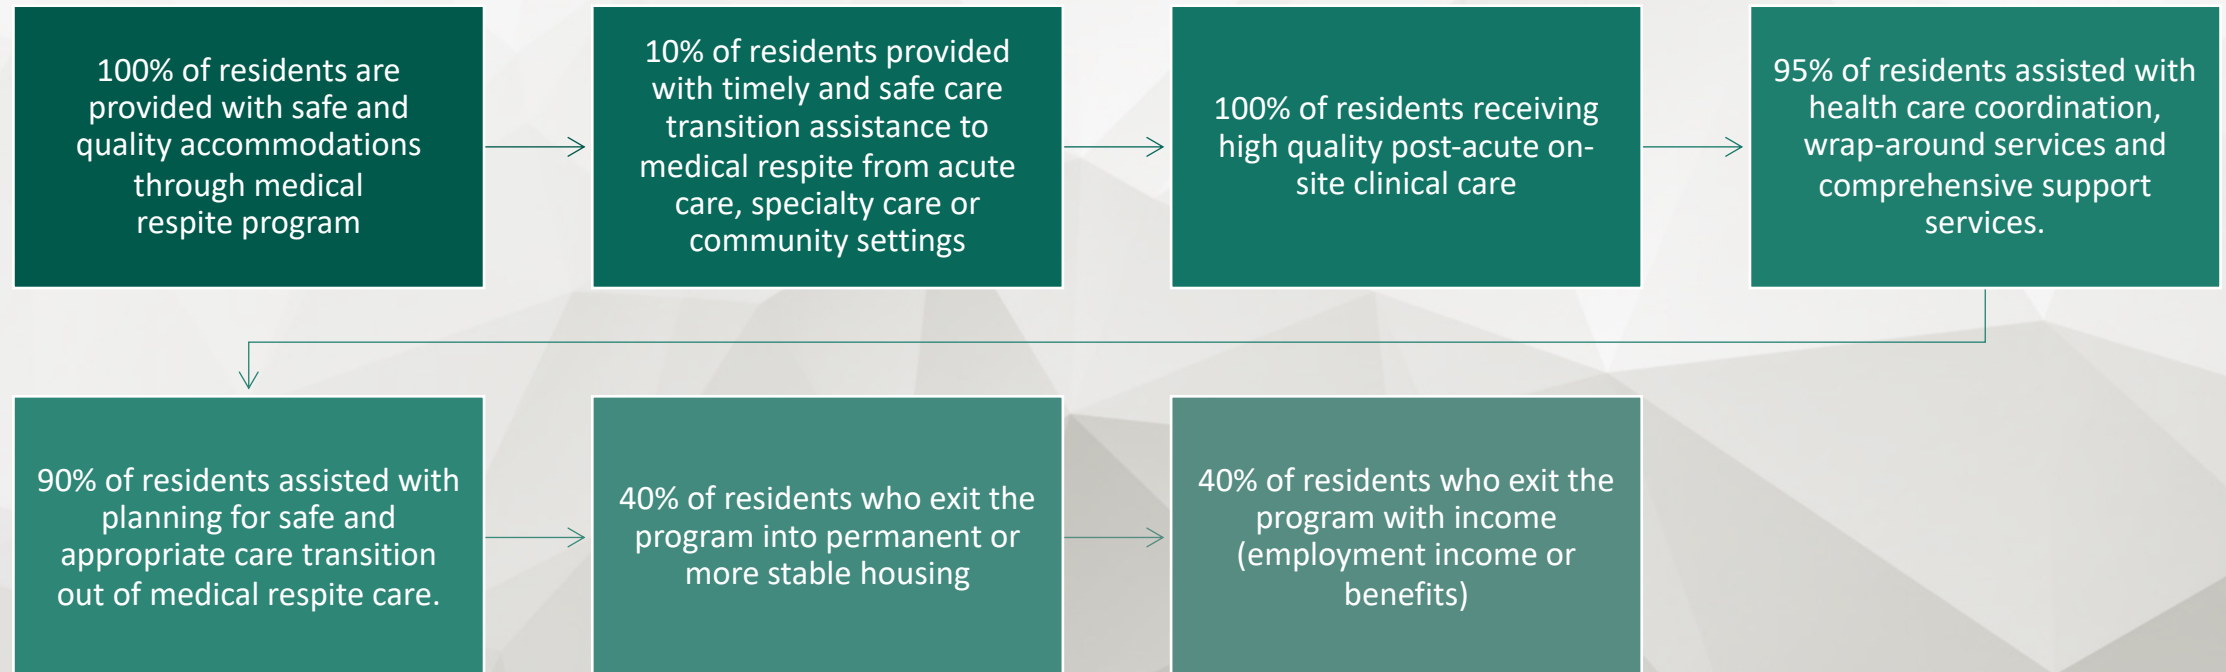 100% of residents are
provided with safe and
quality accommodations
through medical
respite program
10% of residents provided
with timely and safe care
transition assistance to
medical respite from acute
care, specialty care or
community settings
100% of residents receiving
high quality post-acute on-
site clinical care
95% of residents assisted with
health care coordination,
wrap-around services and
comprehensive support
services.
90% of residents assisted with
planning for safe and
appropriate care transition
out of medical respite care.
40% of residents who exit the
program into permanent or
more stable housing
40% of residents who exit the
program with income
(employment income or
benefits)